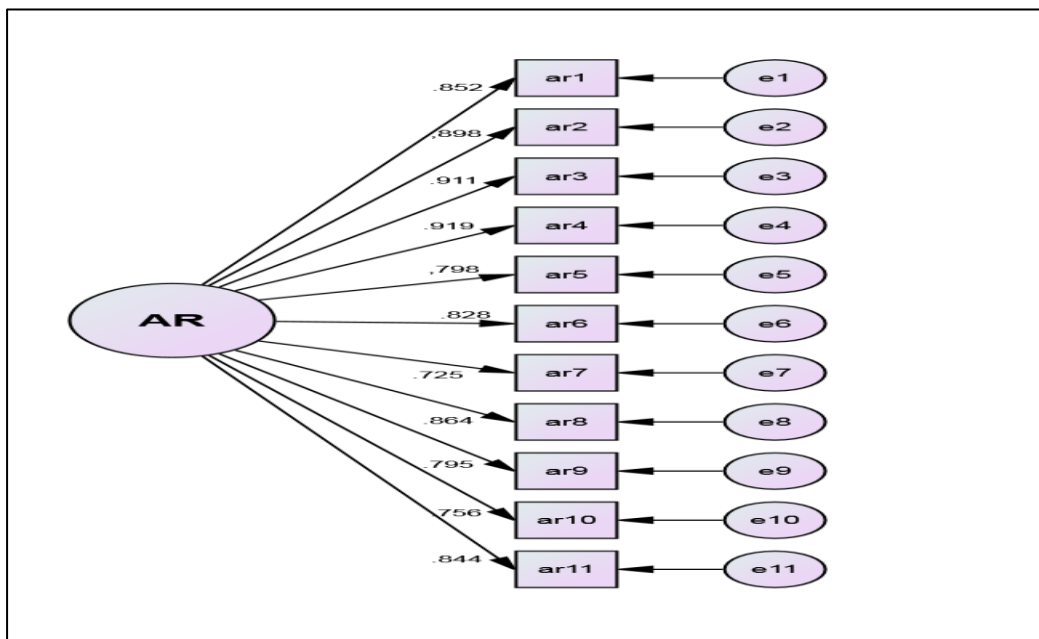 ar1
e1
.852
ar2
e2
,898
ar3
e3
.911
ar4
e4
.919
ar5
e5
,798
AR
ar6
e6
.828
ar7
e7
.725
ar8
e8
.864
ar9
e9
.795
ar10
e10
.756
ar11
e11
.844